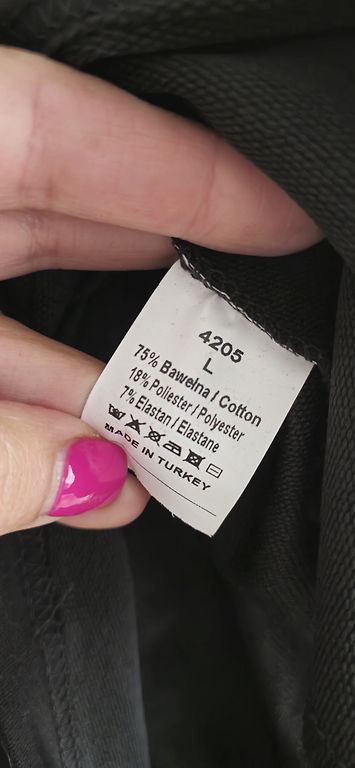 4205
L
75% Bawełna / Cotton
18% Poliester / Polyester
7% Elastan / Elastane
MADE IN TURKEY